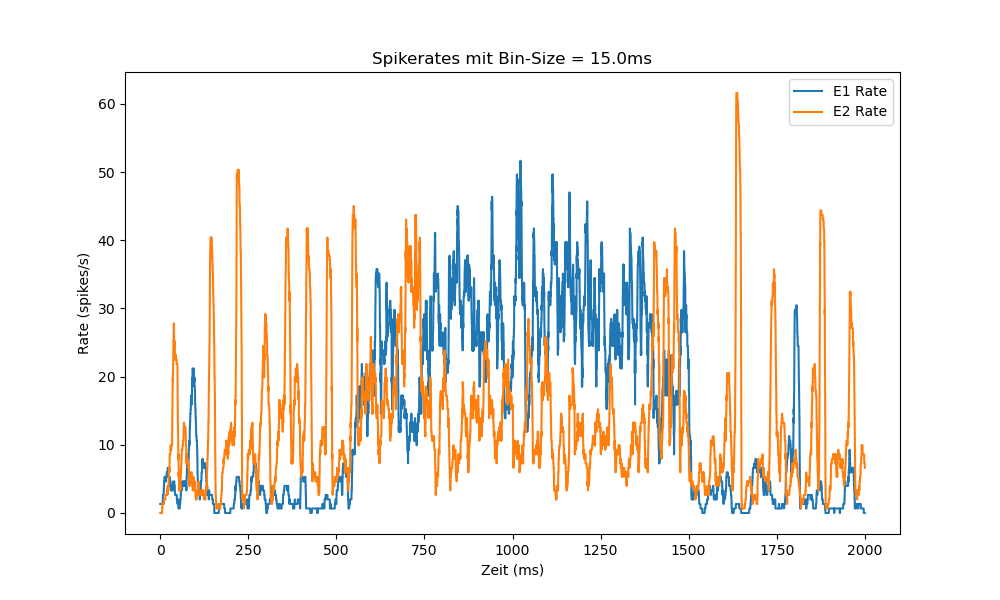 Spikerates mit Bin-Size = 15.0ms
E1 Rate
E2 Rate
60
50
40
30
20
10
0
Rate (spikes/s)
0 250 500 750 1000 1250 1500 1750 2000
Zeit (ms)